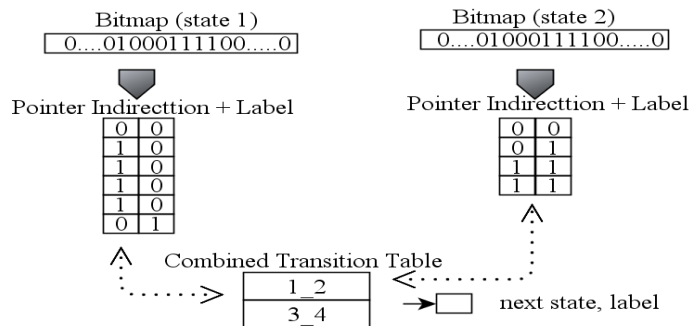 Bitmap (state 1)
0....01000111100.....0
Pointer Indirecttion + Label
0 0
1 0
1 0
1 0
1 0
0 1
Bitmap (state 2)
0....01000111100.....0
Pointer Indirecttion + Label
0 0
0 1
1 1
1 1
Combined Transition Table
1_2
3_4
next state, label